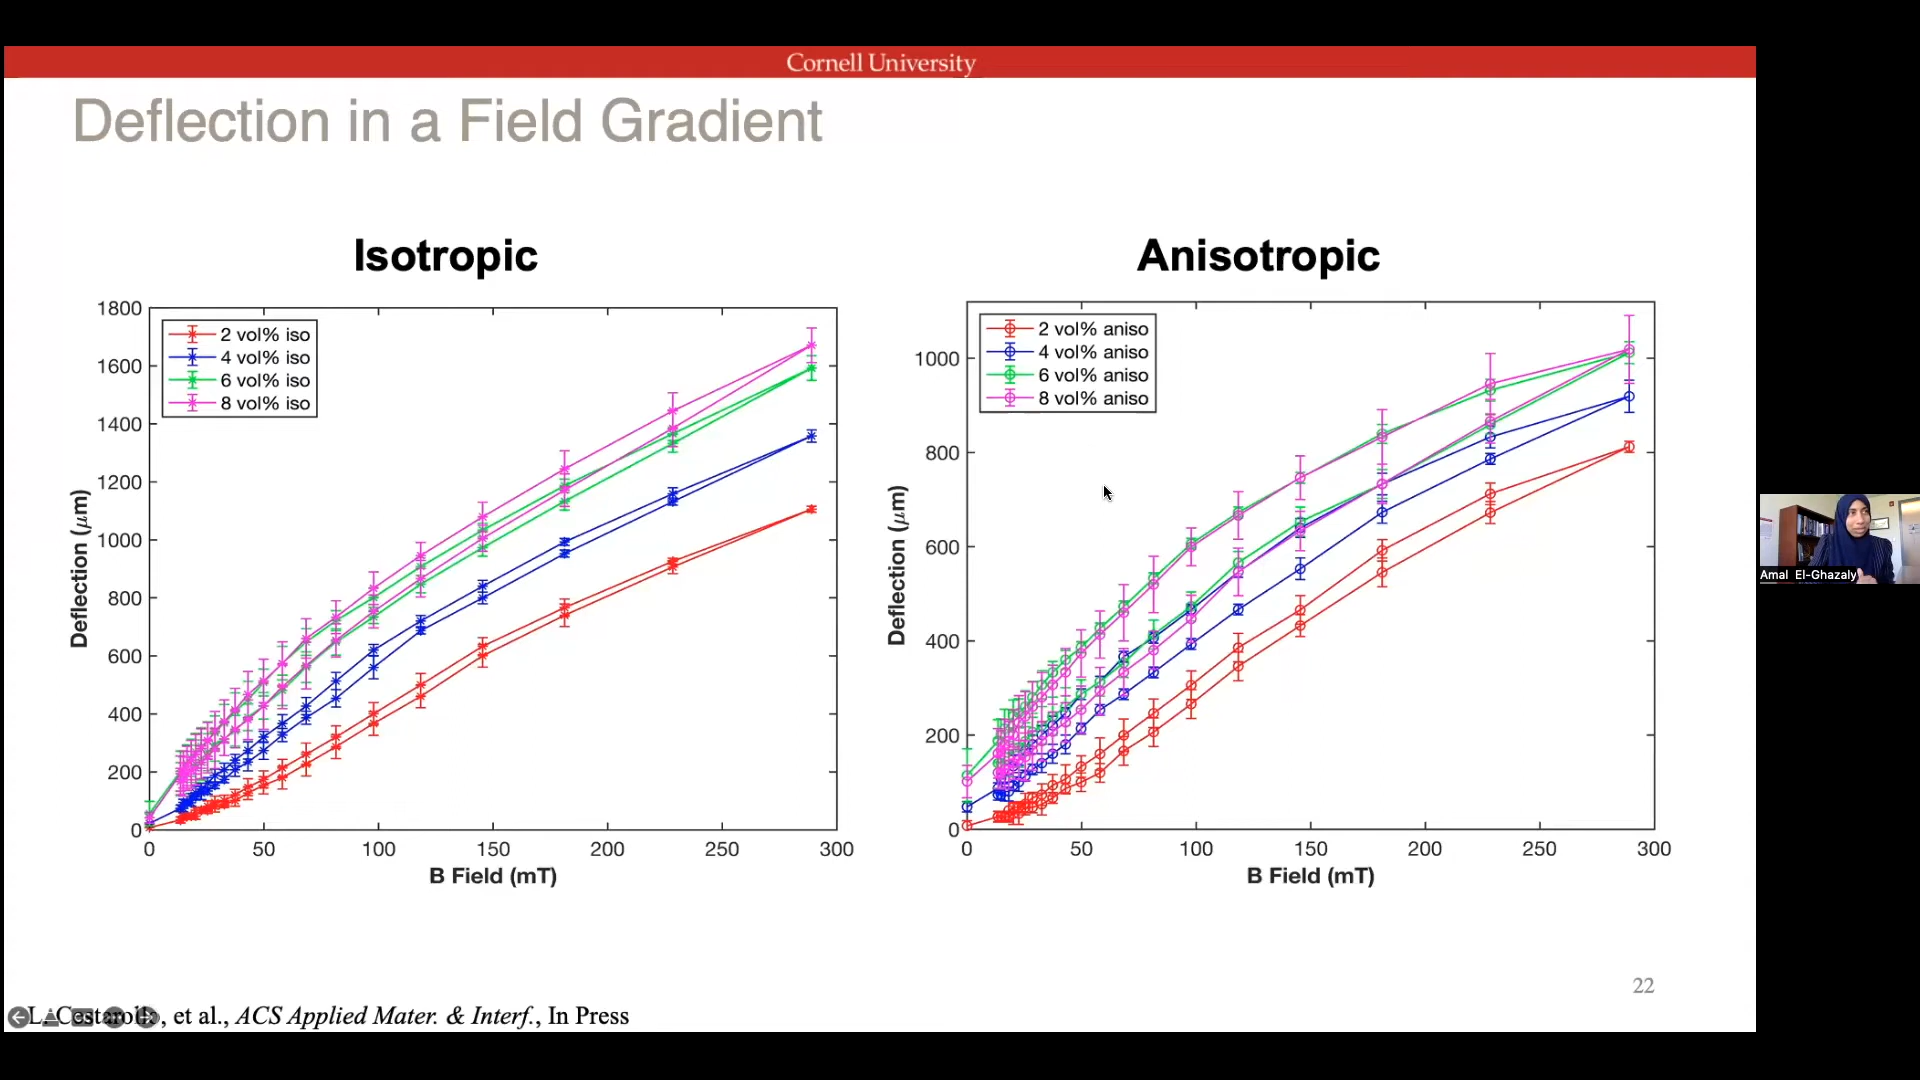 Cornell University
Deflection in a Field Gradient
Isotropic
1800
1600
1400
1200
1000
800
600
400
200
0
2 vol% iso
4 vol% iso
6 vol% iso
8 vol% iso
Deflection (μm)
0 50 100 150 200 250 300
B Field (mT)
Anisotropic
1000
800
600
400
200
0
2 vol% aniso
4 vol% aniso
6 vol% aniso
8 vol% aniso
Deflection (μm)
0 50 100 150 200 250 300
B Field (mT)
Amal El-Ghazaly
22
L. Costarollo, et al., ACS Applied Mater. & Interf., In Press